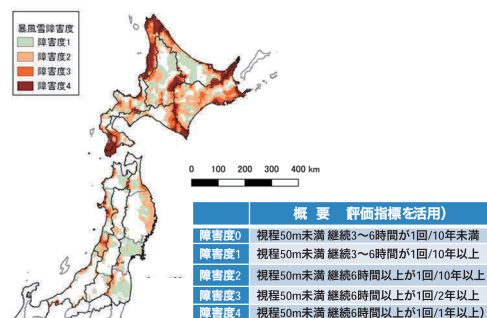 暴風雪障害度
障害度1
障害度2
障害度3
障害度4
0 100 200 300 400 km
概 要 (評価指標を活用)
障害度0 視程50m未満 継続3～6時間が1回/10年未満
障害度1 視程50m未満 継続3～6時間が1回/10年以上
障害度2 視程50m未満 継続6時間以上が1回/10年以上
障害度3 視程50m未満 継続6時間以上が1回/2年以上
障害度4 視程50m未満 継続6時間以上が1回/1年以上)